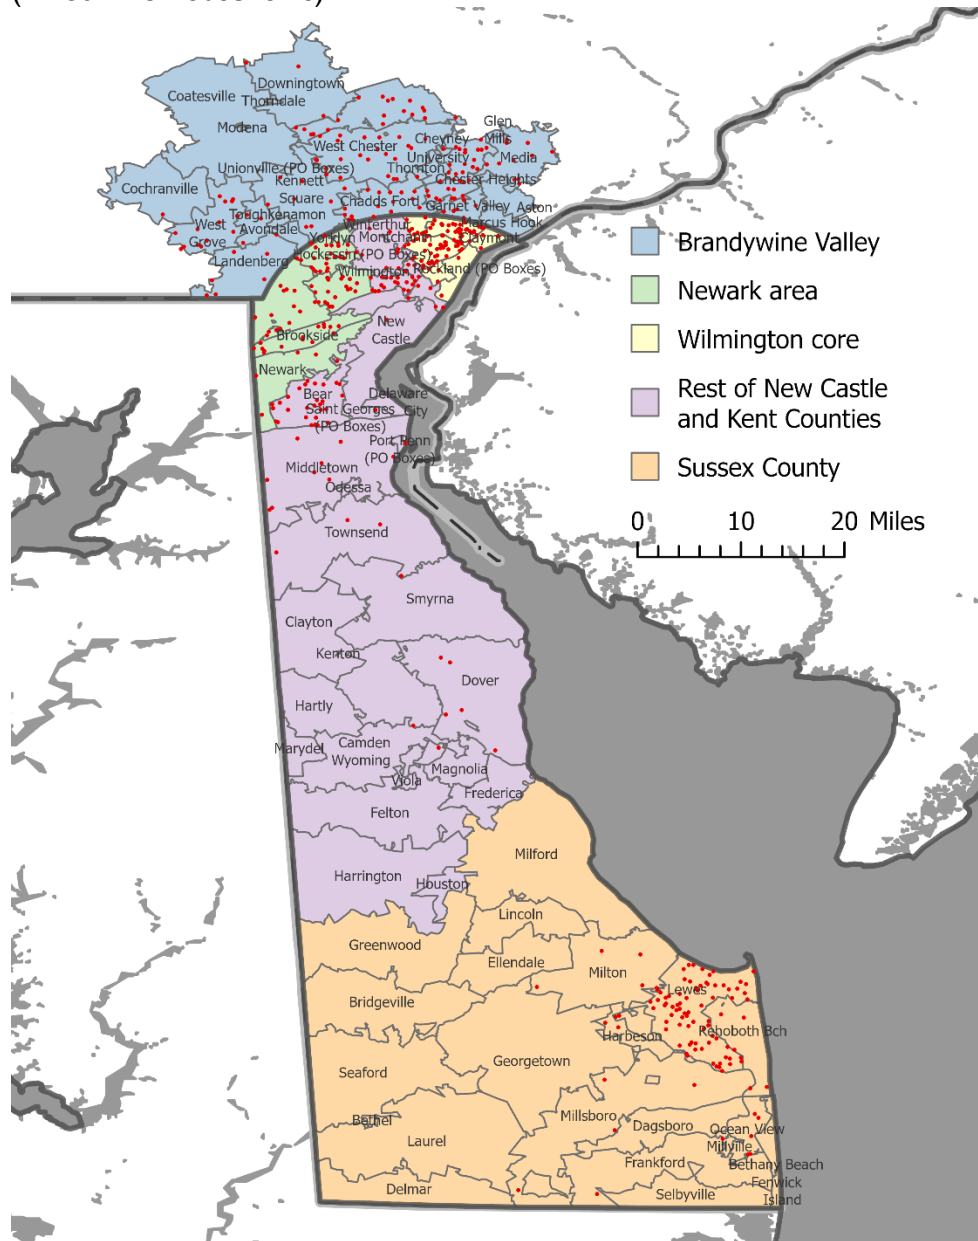 Downingtown
Coatesville
Thorndale
Modena
Glen
Mills
West Chester
Cheyney
University
Media
Unionville (PO Boxes)
Thornton
Kennett
Square
Chester Heights
Cochranville
Chadds Ford
Garnet Valley
Aston
Toughkenamon
West
Grove
Avondale
Marcus Hook
Winterthur
Yorklyn
Montchanin
(PO Boxes)
Claymont
Landenberg
Hockessin
Wilmington
Rockland (PO Boxes)
Brandywine Valley
Newark area
Wilmington core
Rest of New Castle
and Kent Counties
Sussex County
0 10 20 Miles
New
Castle
Brookside
Newark
Bear
Delaware
City
Saint Georges
(PO Boxes)
Port Penn
(PO Boxes)
Middletown
Odessa
Townsend
Smyrna
Clayton
Kenton
Dover
Hartly
Marydel
Camden
Wyoming
Magnolia
Viola
Frederica
Felton
Milford
Harrington
Houston
Lincoln
Greenwood
Ellendale
Milton
Lewes
Bridgeville
Rehoboth Bch
Harbeson
Georgetown
Seaford
Millsboro
Bethel
Dagsboro
Ocean View
Laurel
Millville
Frankford
Bethany Beach
Fenwick
Island
Delmar
Selbyville